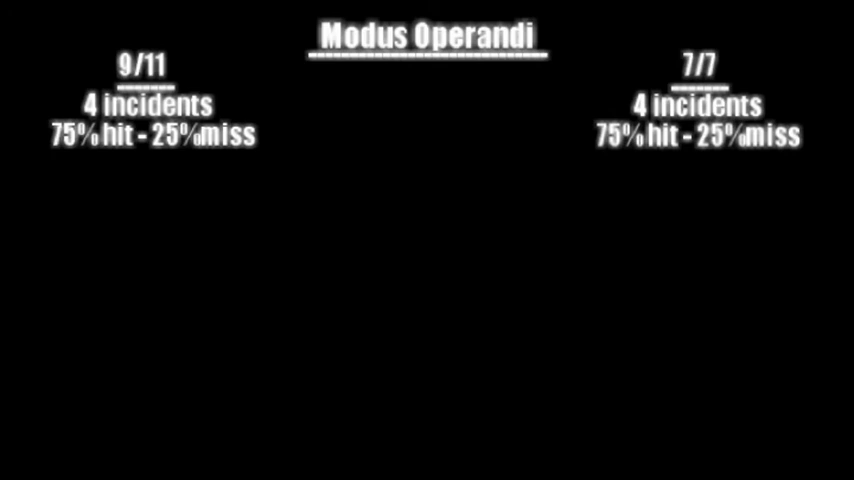 Modus Operandi
9/11
4 incidents
75% hit - 25%miss
7/7
4 incidents
75% hit - 25%miss